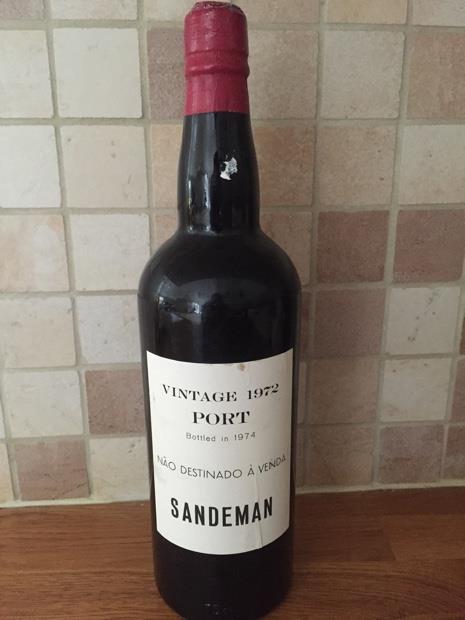 VINTAGE 1972
PORT
Bottled in 1974
NÃO DESTINADO À VENDA
SANDEMAN